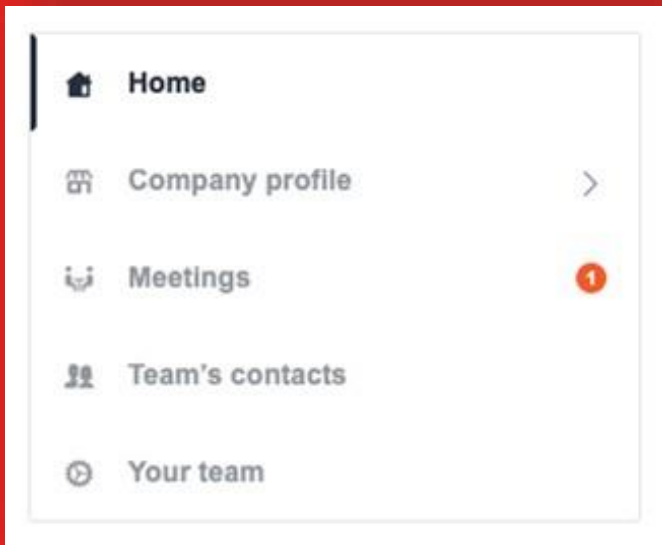 Home
Company profile
Meetings
1
Team's contacts
Your team